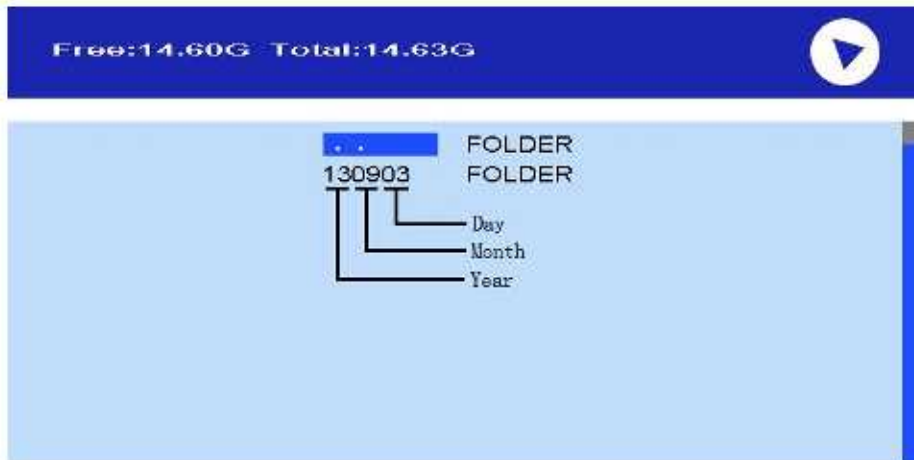 Free:14.60G Total:14.63G
. . FOLDER
130903 FOLDER
Day
Month
Year